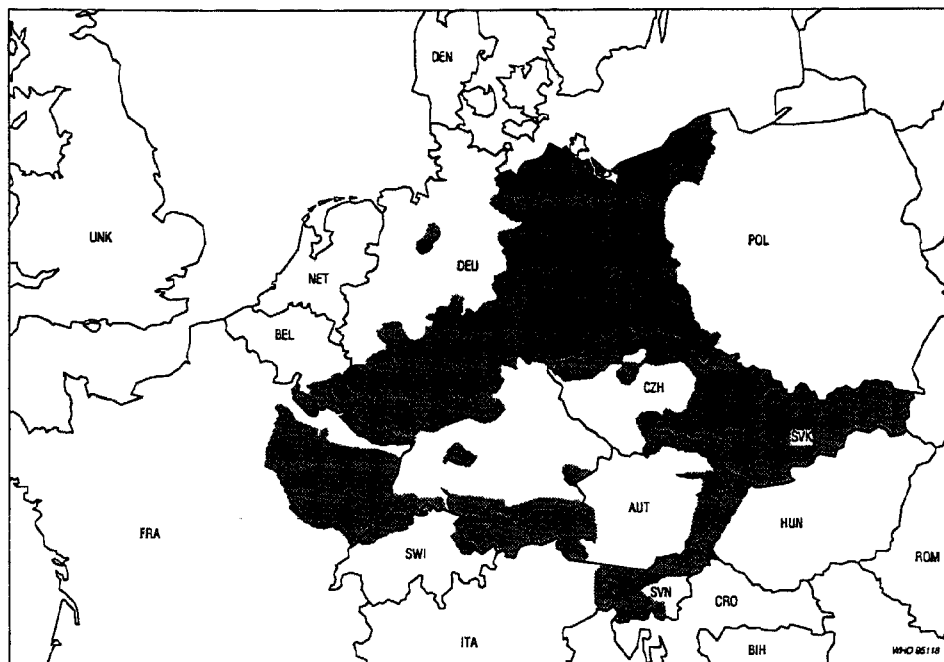 DEN
UNK
POL
DEU
NET
BEL
CZH
SVK
AUT
HUN
FRA
SWI
ROM
SVN
CRO
ITA
BIH
WHO 95118